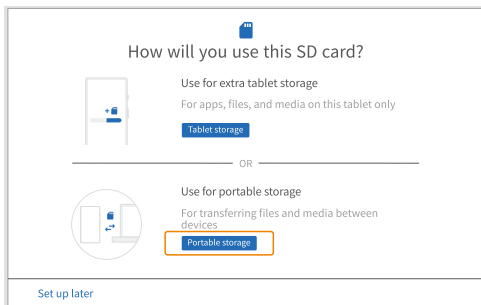 How will you use this SD card?
Use for extra tablet storage
For apps, files, and media on this tablet only
Tablet storage
OR
Use for portable storage
For transferring files and media between
devices
Portable storage
Set up later